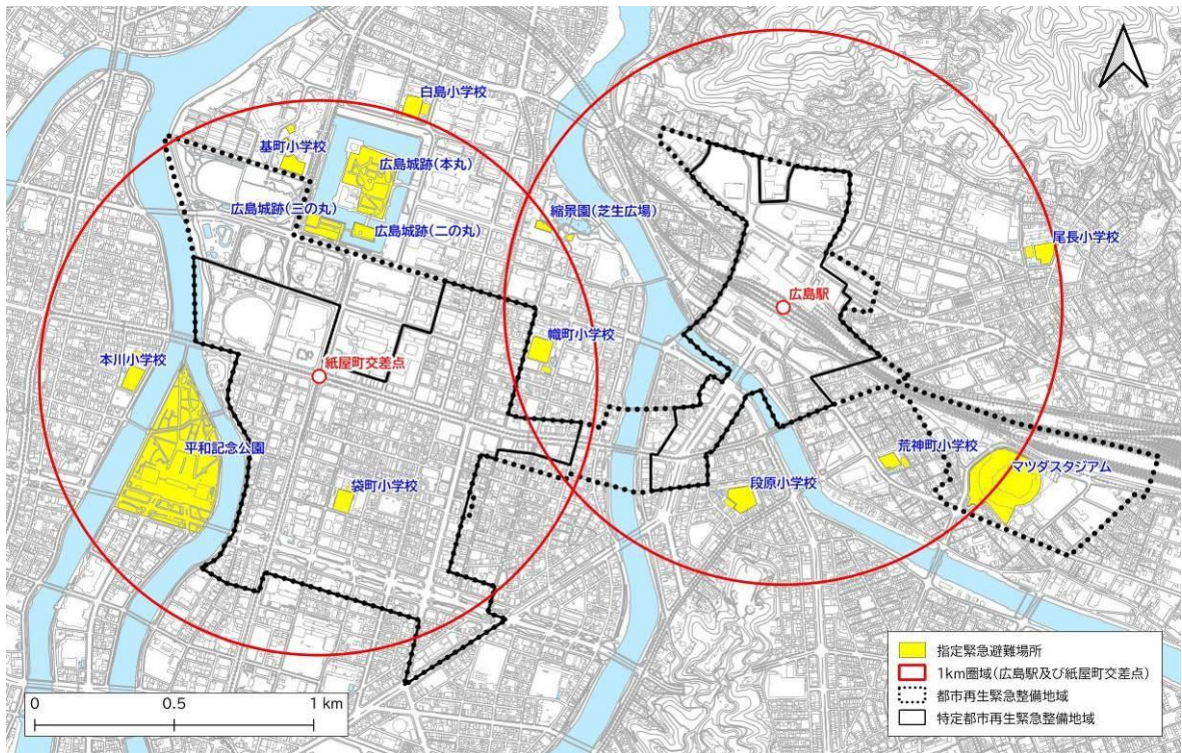 白島小学校
基町小学校
広島城跡(本丸)
広島城跡(三の丸)
広島城跡(二の丸)
縮景園(芝生広場)
尾長小学校
広島駅
幟町小学校
本川小学校
紙屋町交差点
平和記念公園
荒神町小学校
マツダスタジアム
袋町小学校
段原小学校
指定緊急避難場所
1km圏域(広島駅及び紙屋町交差点)
都市再生緊急整備地域
特定都市再生緊急整備地域
0 0.5 1 km